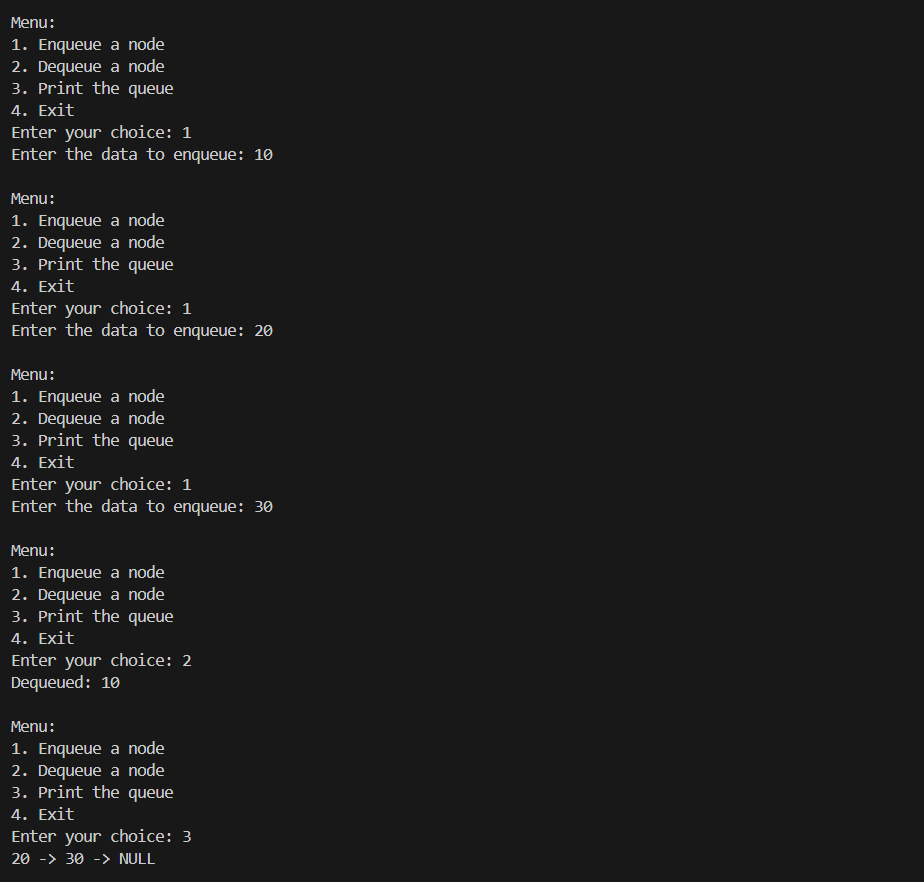 Menu:
1. Enqueue a node
2. Dequeue a node
3. Print the queue
4. Exit
Enter your choice: 1
Enter the data to enqueue: 10
Menu:
1. Enqueue a node
2. Dequeue a node
3. Print the queue
4. Exit
Enter your choice: 1
Enter the data to enqueue: 20
Menu:
1. Enqueue a node
2. Dequeue a node
3. Print the queue
4. Exit
Enter your choice: 1
Enter the data to enqueue: 30
Menu:
1. Enqueue a node
2. Dequeue a node
3. Print the queue
4. Exit
Enter your choice: 2
Dequeued: 10
Menu:
1. Enqueue a node
2. Dequeue a node
3. Print the queue
4. Exit
Enter your choice: 3
20 -> 30 -> NULL